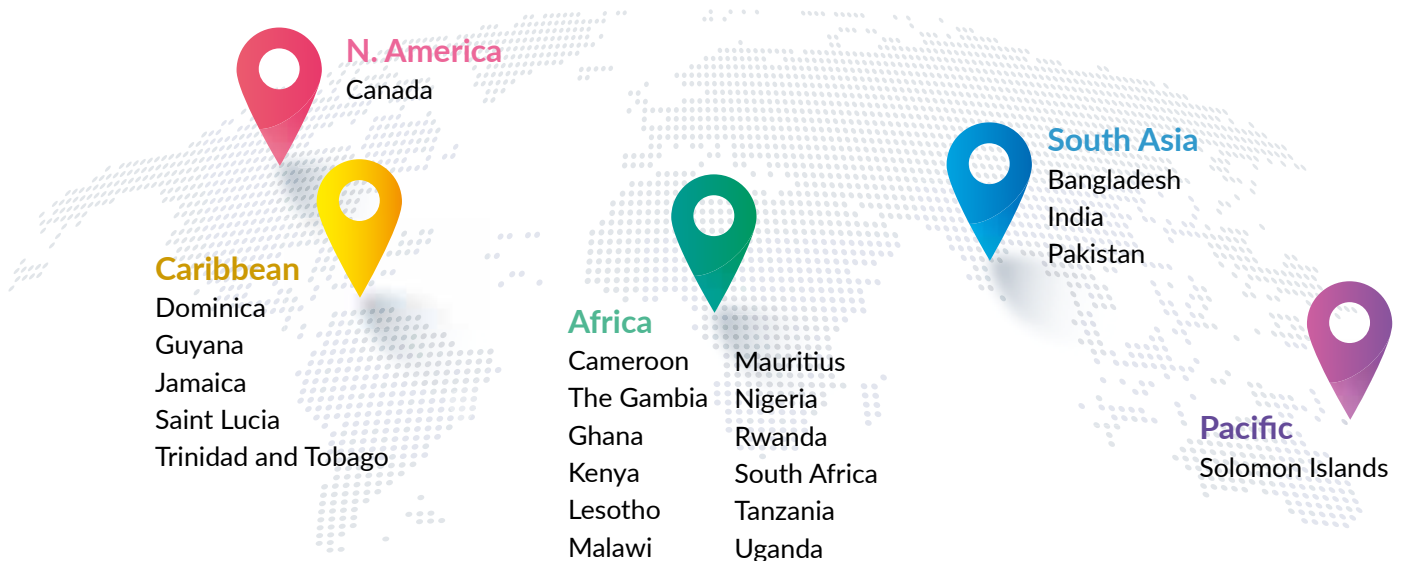 N. America
Canada
Caribbean
Dominica
Guyana
Jamaica
Saint Lucia
Trinidad and Tobago
Africa
Cameroon
The Gambia
Ghana
Kenya
Lesotho
Malawi
Mauritius
Nigeria
Rwanda
South Africa
Tanzania
Uganda
South Asia
Bangladesh
India
Pakistan
Pacific
Solomon Islands